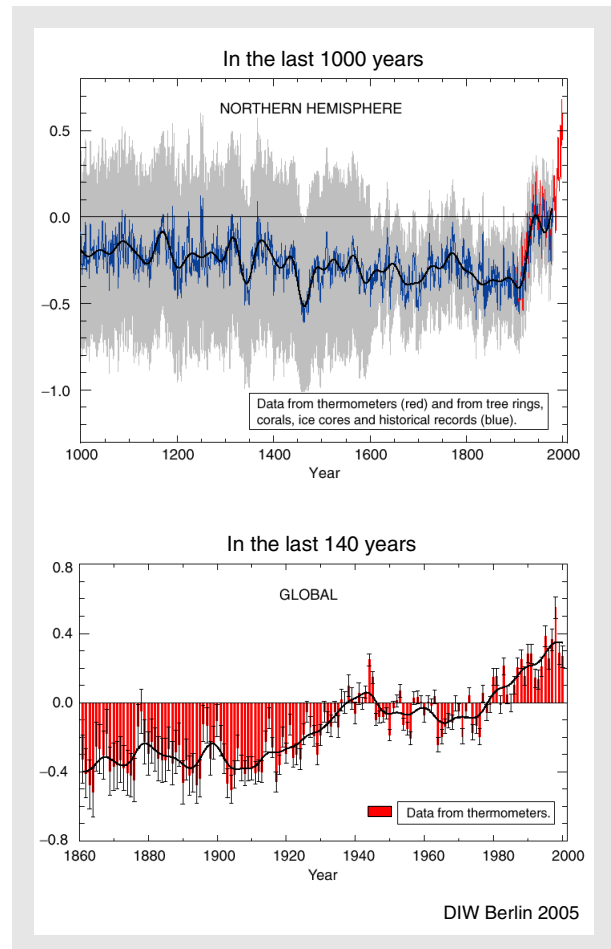 In the last 1000 years
NORTHERN HEMISPHERE
0.5
0.0
−0.5
−1.0
Data from thermometers (red) and from tree rings,
corals, ice cores and historical records (blue).
1000 1200 1400 1600 1800 2000
Year
In the last 140 years
0.8
GLOBAL
0.4
0.0
−0.4
Data from thermometers.
−0.8
1860 1880 1900 1920 1940 1960 1980 2000
Year
DIW Berlin 2005